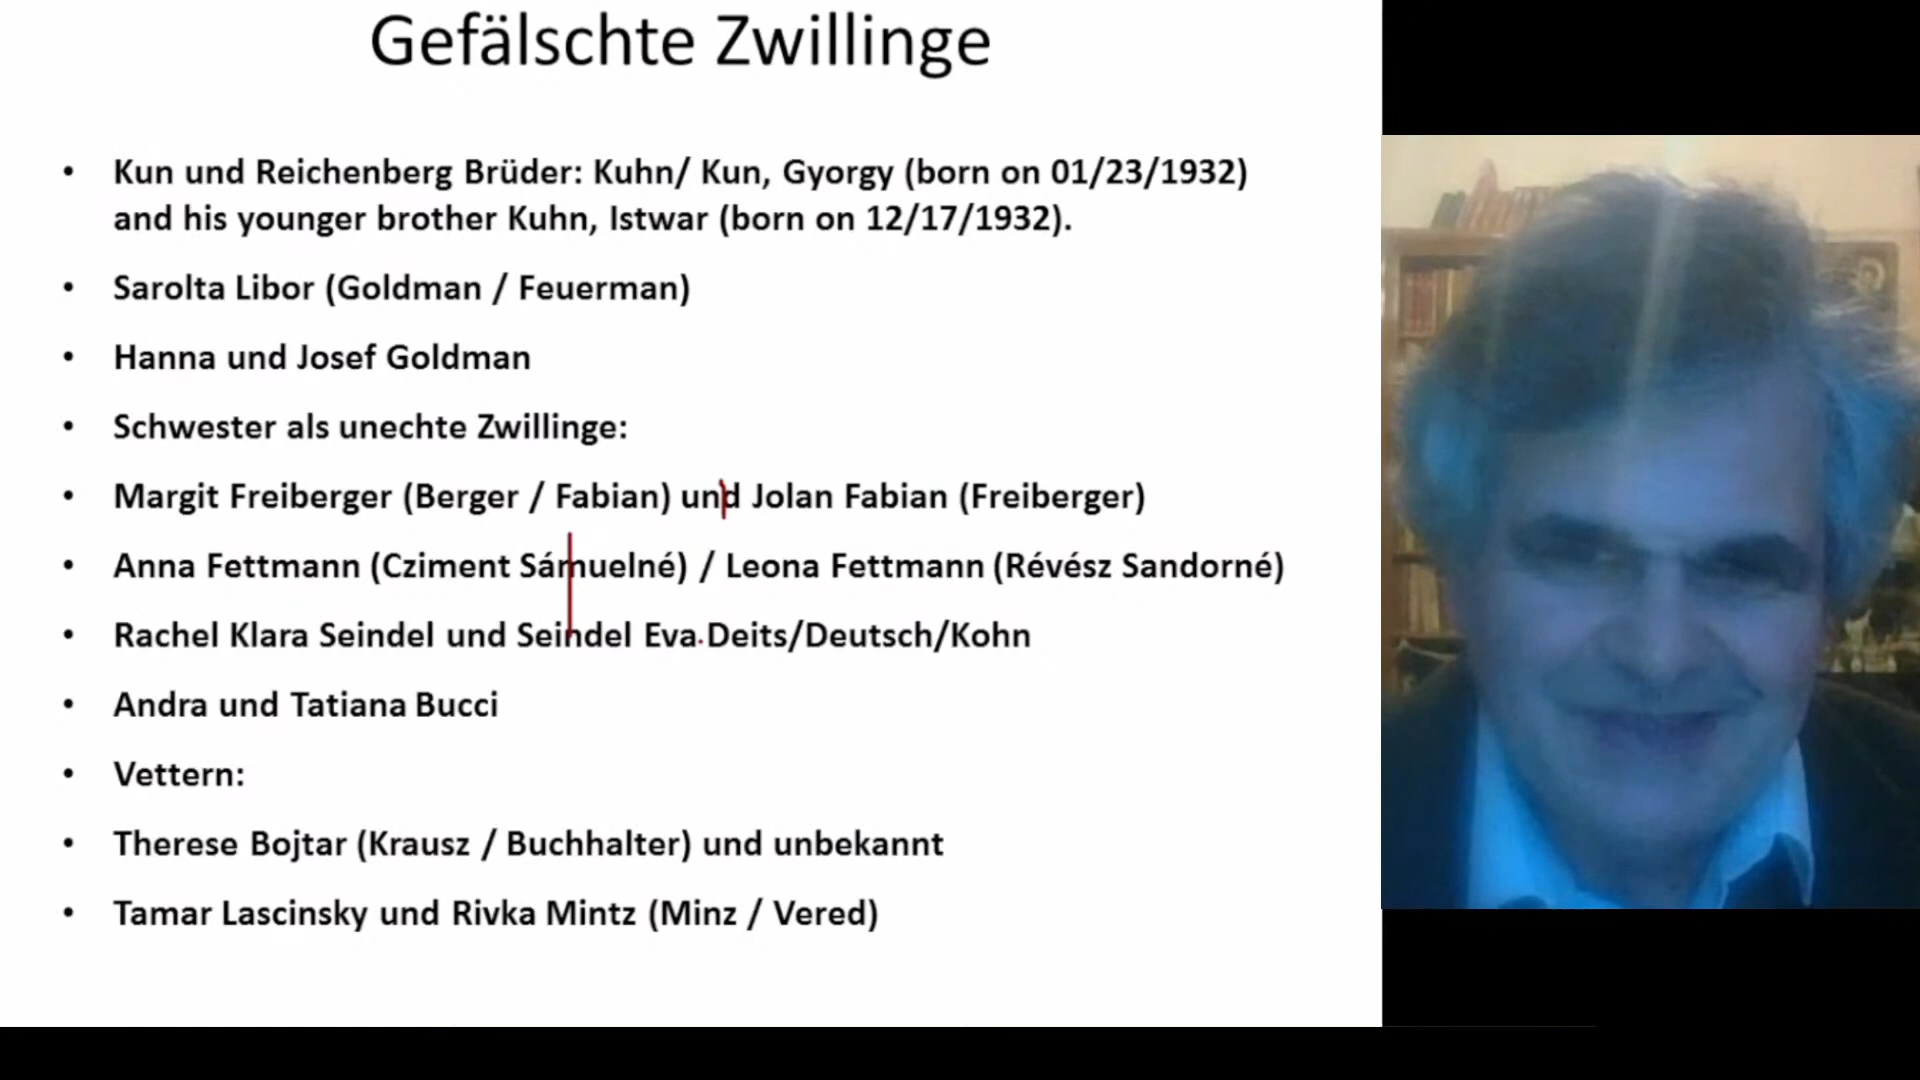 Gefälschte Zwillinge
• Kun und Reichenberg Brüder: Kuhn/ Kun, Gyorgy (born on 01/23/1932)
and his younger brother Kuhn, Istwar (born on 12/17/1932).
• Sarolta Libor (Goldman / Feuerman)
• Hanna und Josef Goldman
• Schwester als unechte Zwillinge:
• Margit Freiberger (Berger / Fabian) und Jolan Fabian (Freiberger)
• Anna Fettmann (Cziment Sámuelné) / Leona Fettmann (Révész Sandorné)
• Rachel Klara Seindel und Seindel Eva Deits/Deutsch/Kohn
• Andra und Tatiana Bucci
• Vettern:
• Therese Bojtar (Krausz / Buchhalter) und unbekannt
• Tamar Lascinsky und Rivka Mintz (Minz / Vered)